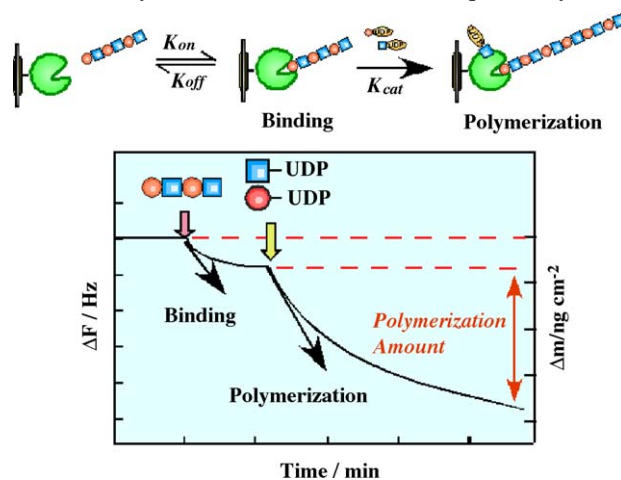 Kon
Koff
Kcat
Binding
Polymerization
UDP
UDP
Binding
Polymerization
Polymerization
Amount
ΔF / Hz
Δm/ng cm-2
Time / min